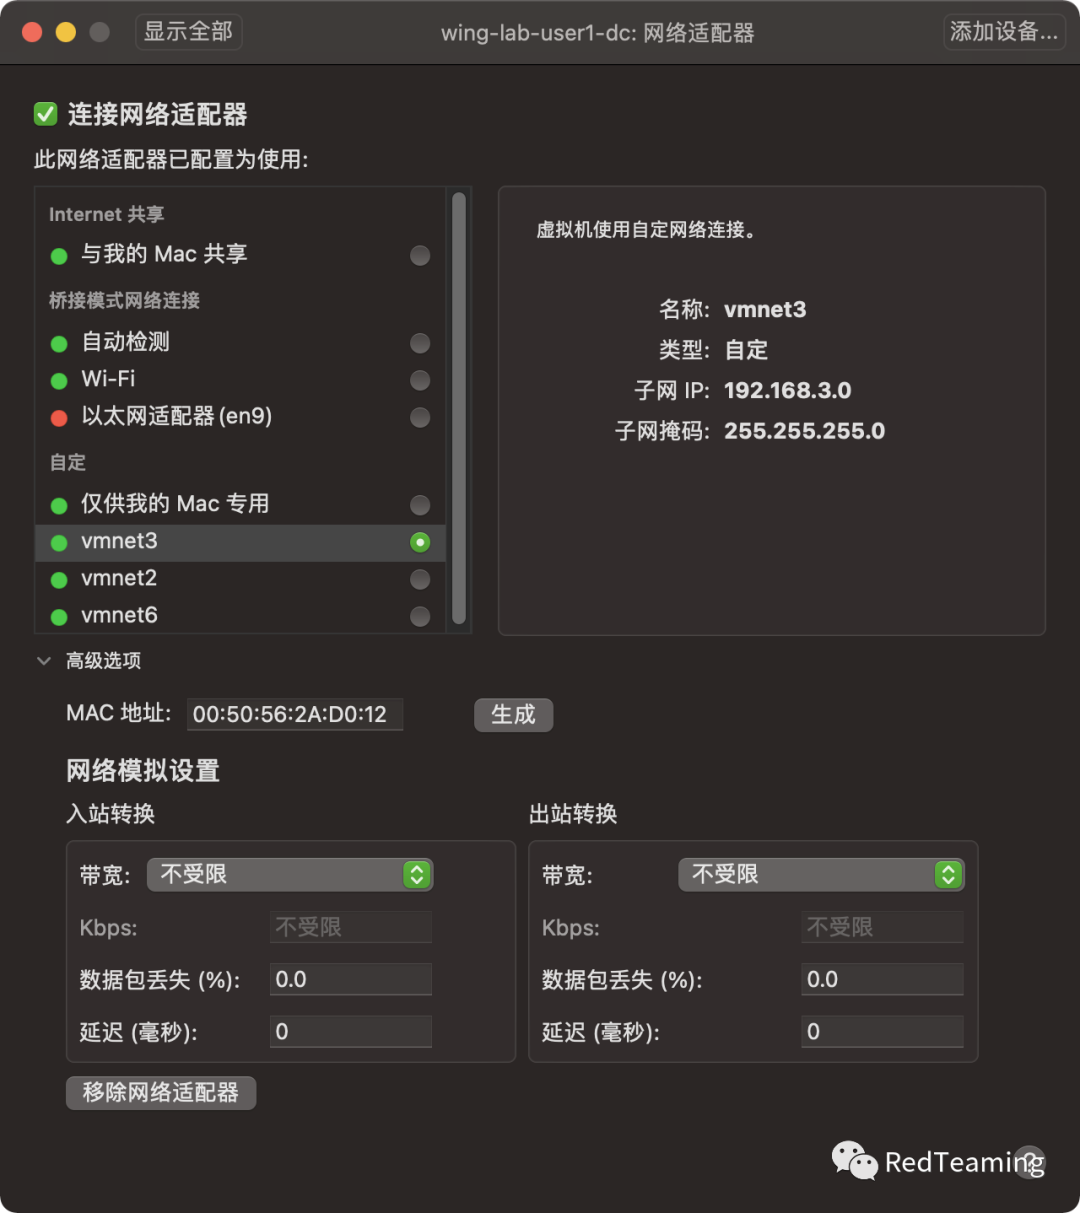 显示全部
wing-lab-user1-dc: 网络适配器
添加设备...
连接网络适配器
此网络适配器已配置为使用:
Internet 共享
与我的 Mac 共享
桥接模式网络连接
自动检测
Wi-Fi
以太网适配器 (en9)
自定
仅供我的 Mac 专用
vmnet3
vmnet2
vmnet6
虚拟机使用自定网络连接。
名称: vmnet3
类型: 自定
子网 IP: 192.168.3.0
子网掩码: 255.255.255.0
高级选项
MAC 地址: 00:50:56:2A:D0:12 生成
网络模拟设置
入站转换
带宽: 不受限
Kbps: 不受限
数据包丢失 (%): 0.0
延迟 (毫秒): 0
出站转换
带宽: 不受限
Kbps: 不受限
数据包丢失 (%): 0.0
延迟 (毫秒): 0
移除网络适配器
RedTeaming
?